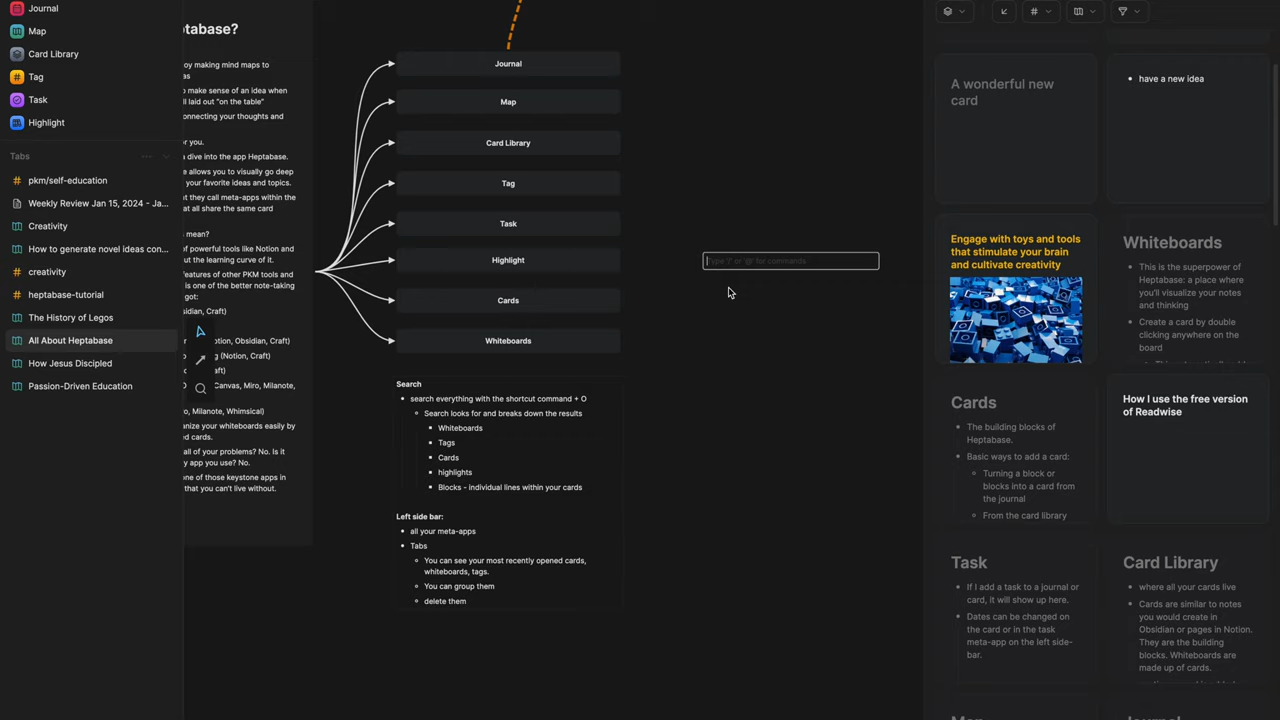 Journal
Map
Card Library
Tag
Task
Highlight
Tabs
pkm/self-education
Weekly Review Jan 15, 2024 - Ja...
Creativity
How to generate novel ideas con...
creativity
heptabase-tutorial
The History of Legos
All About Heptabase
How Jesus Discipled
Passion-Driven Education
ptabase?
oy making mind maps to
as
to make sense of an idea when
ll laid out "on the table"
onnecting your thoughts and
or you.
a dive into the app Heptabase.
e allows you to visually go deep
your favorite ideas and topics.
at they call meta-apps within the
at all share the same card
mean?
of powerful tools like Notion and
out the learning curve of it.
features of other PKM tools and
is one of the better note-taking
got:
sidian, Craft)
otion, Obsidian, Craft)
g (Notion, Craft)
raft)
Canvas, Miro, Milanote,
o, Milanote, Whimsical)
anize your whiteboards easily by
ed cards.
all of your problems? No. Is it
y app you use? No.
one of those keystone apps in
that you can't live without.
Journal
Map
Card Library
Tag
Task
Highlight
Cards
Whiteboards
Search
search everything with the shortcut command + O
Search looks for and breaks down the results
Whiteboards
Tags
Cards
highlights
Blocks - individual lines within your cards
Left side bar:
all your meta-apps
Tabs
You can see your most recently opened cards,
whiteboards, tags.
You can group them
delete them
Type '/' or '@' for commands
A wonderful new
card
have a new idea
Engage with toys and tools
that stimulate your brain
and cultivate creativity
Whiteboards
This is the superpower of
Heptabase: a place where
you'll visualize your notes
and thinking
Create a card by double
clicking anywhere on the
board
Cards
The building blocks of
Heptabase.
Basic ways to add a card:
Turning a block or
blocks into a card from
the journal
From the card library
How I use the free version
of Readwise
Task
If I add a task to a journal or
card, it will show up here.
Dates can be changed on
the card or in the task
meta-app on the left side-
bar.
Card Library
where all your cards live
Cards are similar to notes
you would create in
Obsidian or pages in Notion.
They are the building
blocks. Whiteboards are
made up of cards.